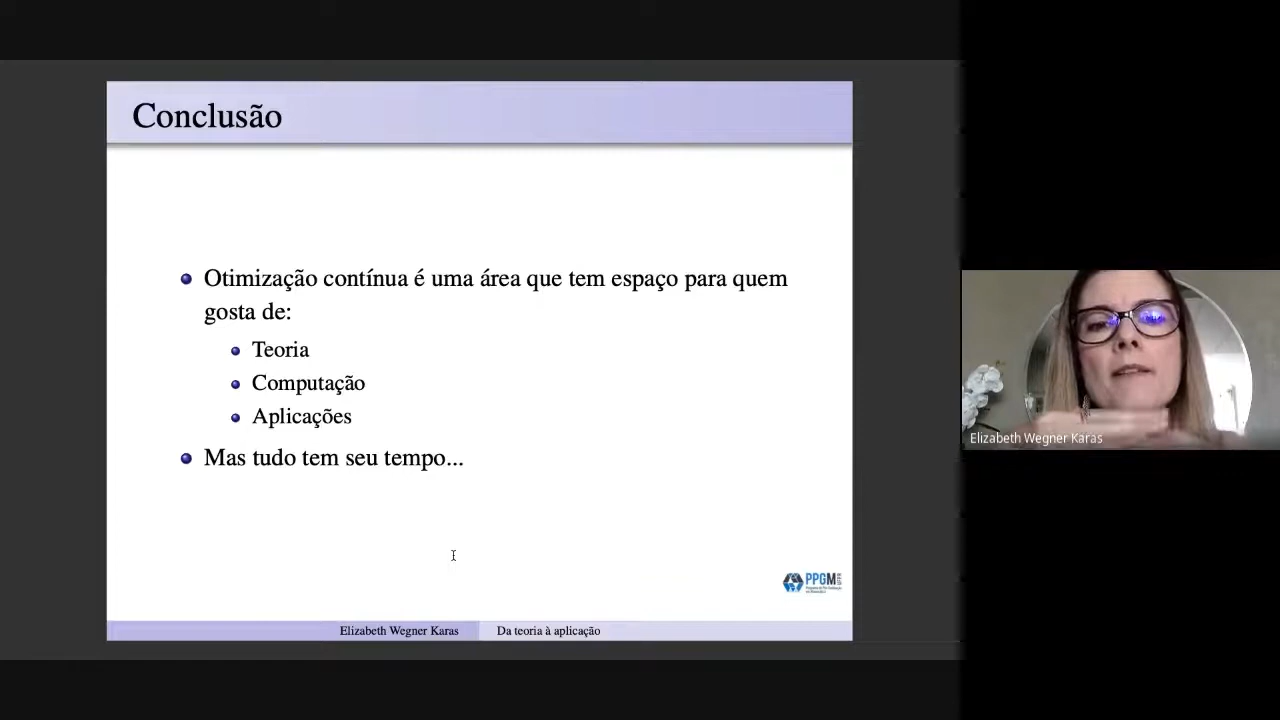 Conclusão
Otimização contínua é uma área que tem espaço para quem
gosta de:
Teoria
Computação
Aplicações
Mas tudo tem seu tempo...
PPGM
UFPR
Elizabeth Wegner Karas
Da teoria à aplicação
Elizabeth Wegner Karas